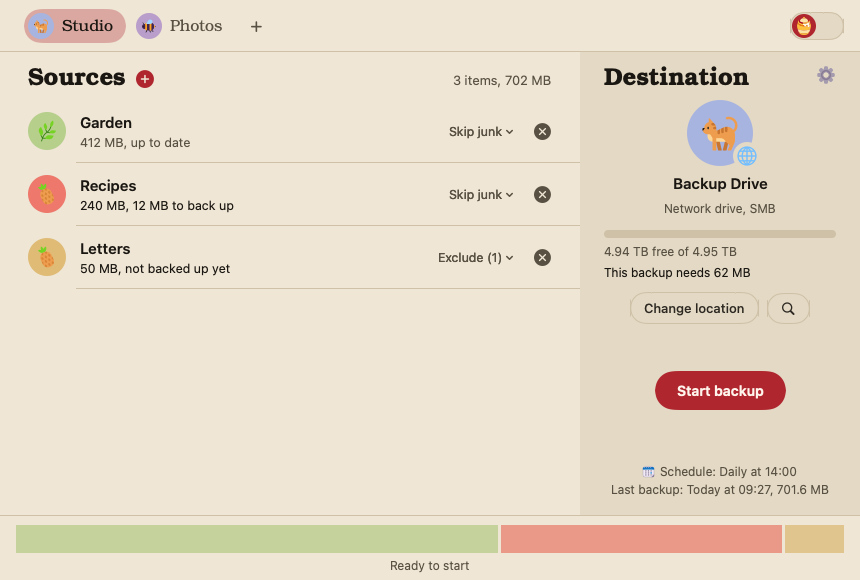 Studio
Photos
+
Sources
3 items, 702 MB
Garden
412 MB, up to date
Skip junk
Recipes
240 MB, 12 MB to back up
Skip junk
Letters
50 MB, not backed up yet
Exclude (1)
Destination
Backup Drive
Network drive, SMB
4.94 TB free of 4.95 TB
This backup needs 62 MB
Change location
Start backup
Schedule: Daily at 14:00
Last backup: Today at 09:27, 701.6 MB
Ready to start